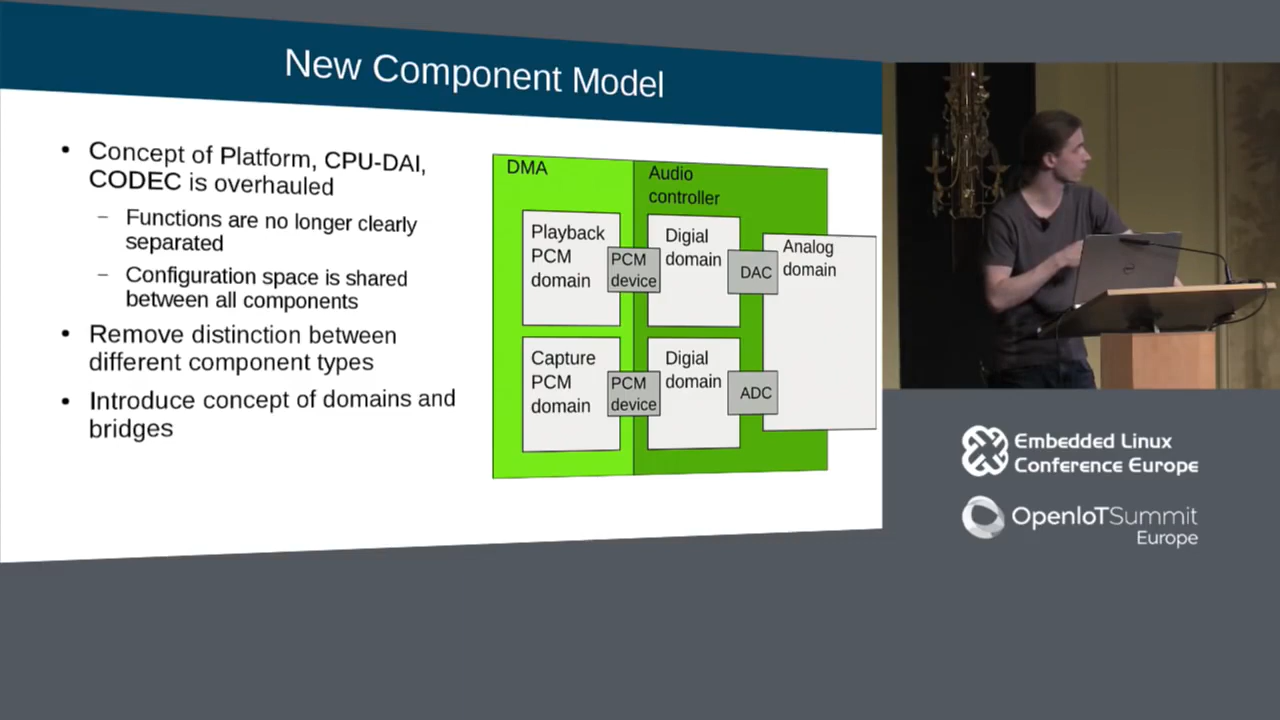 New Component Model
• Concept of Platform, CPU-DAI,
CODEC is overhauled
– Functions are no longer clearly
separated
– Configuration space is shared
between all components
• Remove distinction between
different component types
• Introduce concept of domains and
bridges
DMA
Audio
controller
Playback
PCM
domain
PCM
device
Digial
domain
DAC
Analog
domain
Capture
PCM
domain
PCM
device
Digial
domain
ADC
Embedded Linux
Conference Europe
OpenIoTSummit
Europe